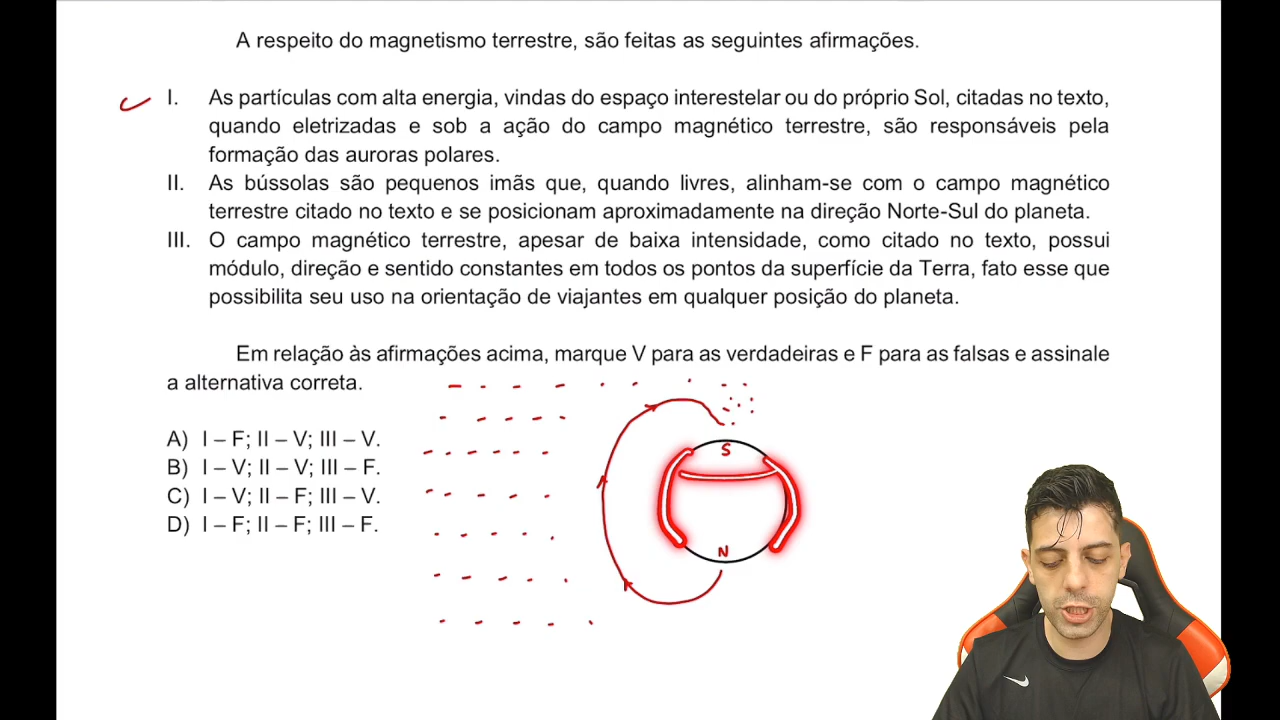 A respeito do magnetismo terrestre, são feitas as seguintes afirmações.
I. As partículas com alta energia, vindas do espaço interestelar ou do próprio Sol, citadas no texto,
quando eletrizadas e sob a ação do campo magnético terrestre, são responsáveis pela
formação das auroras polares.
II. As bússolas são pequenos imãs que, quando livres, alinham-se com o campo magnético
terrestre citado no texto e se posicionam aproximadamente na direção Norte-Sul do planeta.
III. O campo magnético terrestre, apesar de baixa intensidade, como citado no texto, possui
módulo, direção e sentido constantes em todos os pontos da superfície da Terra, fato esse que
possibilita seu uso na orientação de viajantes em qualquer posição do planeta.
Em relação às afirmações acima, marque V para as verdadeiras e F para as falsas e assinale
a alternativa correta.
A) I – F; II – V; III – V.
B) I – V; II – V; III – F.
C) I – V; II – F; III – V.
D) I – F; II – F; III – F.
S
N